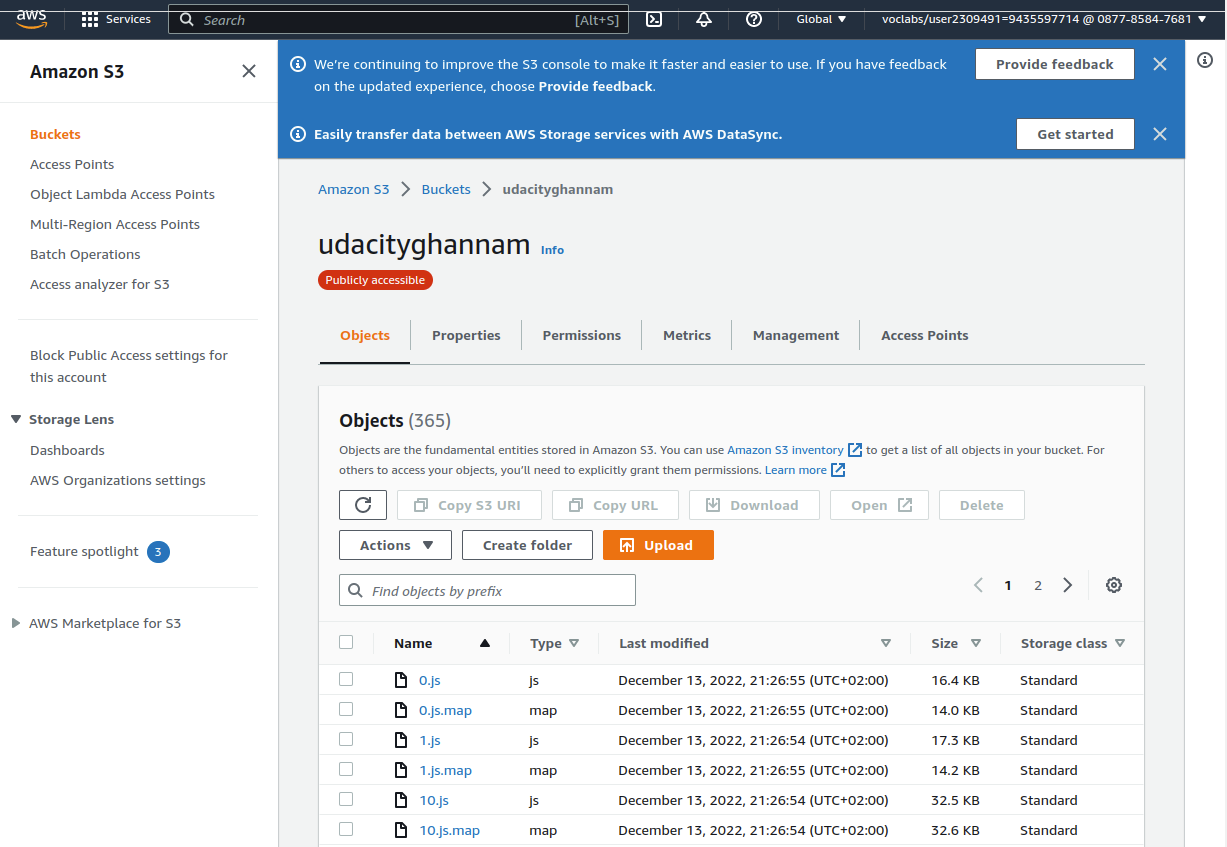 aws
Services
Search [Alt+S]
Global
voclabs/user2309491=9435597714 @ 0877-8584-7681
Amazon S3
Buckets
Access Points
Object Lambda Access Points
Multi-Region Access Points
Batch Operations
Access analyzer for S3
Block Public Access settings for
this account
Storage Lens
Dashboards
AWS Organizations settings
Feature spotlight 3
AWS Marketplace for S3
We're continuing to improve the S3 console to make it faster and easier to use. If you have feedback
on the updated experience, choose Provide feedback.
Provide feedback
Easily transfer data between AWS Storage services with AWS DataSync.
Get started
Amazon S3 > Buckets > udacityghannam
udacityghannam Info
Publicly accessible
Objects Properties Permissions Metrics Management Access Points
Objects (365)
Objects are the fundamental entities stored in Amazon S3. You can use Amazon S3 inventory to get a list of all objects in your bucket. For
others to access your objects, you'll need to explicitly grant them permissions. Learn more
Copy S3 URI Copy URL Download Open Delete
Actions Create folder Upload
Find objects by prefix
1 2
Name Type Last modified Size Storage class
0.js js December 13, 2022, 21:26:55 (UTC+02:00) 16.4 KB Standard
0.js.map map December 13, 2022, 21:26:55 (UTC+02:00) 14.0 KB Standard
1.js js December 13, 2022, 21:26:54 (UTC+02:00) 17.3 KB Standard
1.js.map map December 13, 2022, 21:26:55 (UTC+02:00) 14.2 KB Standard
10.js js December 13, 2022, 21:26:54 (UTC+02:00) 32.5 KB Standard
10.js.map map December 13, 2022, 21:26:54 (UTC+02:00) 32.6 KB Standard